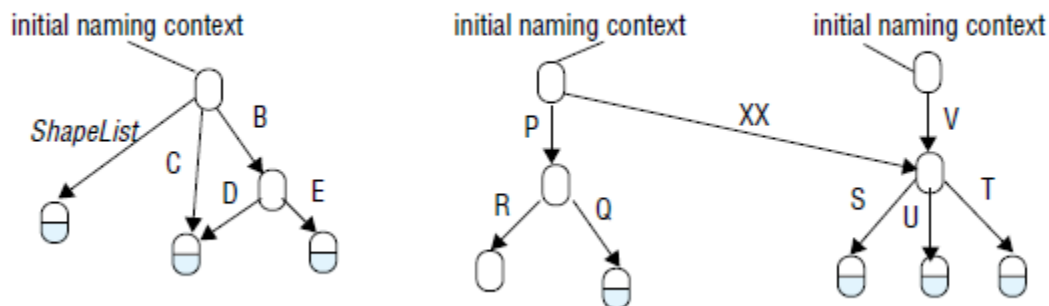 initial naming context initial naming context initial naming context
ShapeList C B P XX V
D E R Q S U T